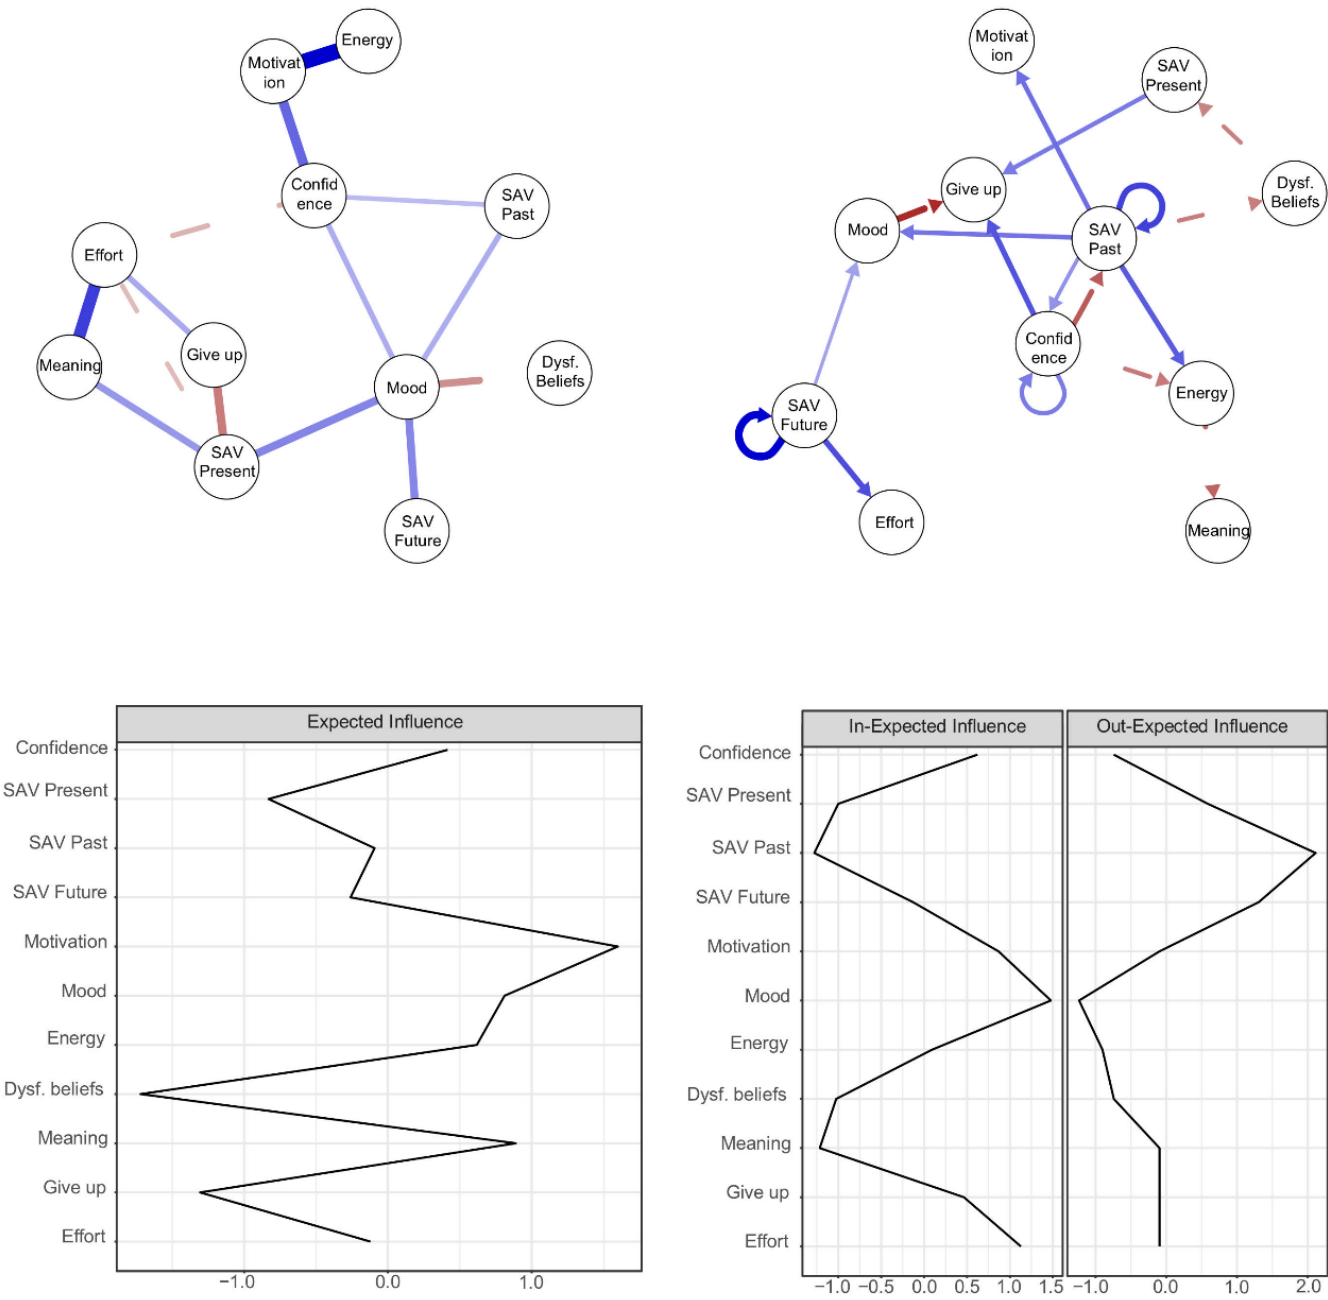 Energy
Motivat
ion
Confid
ence
SAV
Past
Effort
Give up
Meaning
Mood
Dysf.
Beliefs
SAV
Present
SAV
Future
Motivat
ion
SAV
Present
Give up
Dysf.
Beliefs
Mood
SAV
Past
Confid
ence
Energy
SAV
Future
Effort
Meaning
Expected Influence
Confidence
SAV Present
SAV Past
SAV Future
Motivation
Mood
Energy
Dysf. beliefs
Meaning
Give up
Effort
−1.0 0.0 1.0
In-Expected Influence Out-Expected Influence
Confidence
SAV Present
SAV Past
SAV Future
Motivation
Mood
Energy
Dysf. beliefs
Meaning
Give up
Effort
−1.0 −0.5 0.0 0.5 1.0 1.5 −1.0 0.0 1.0 2.0